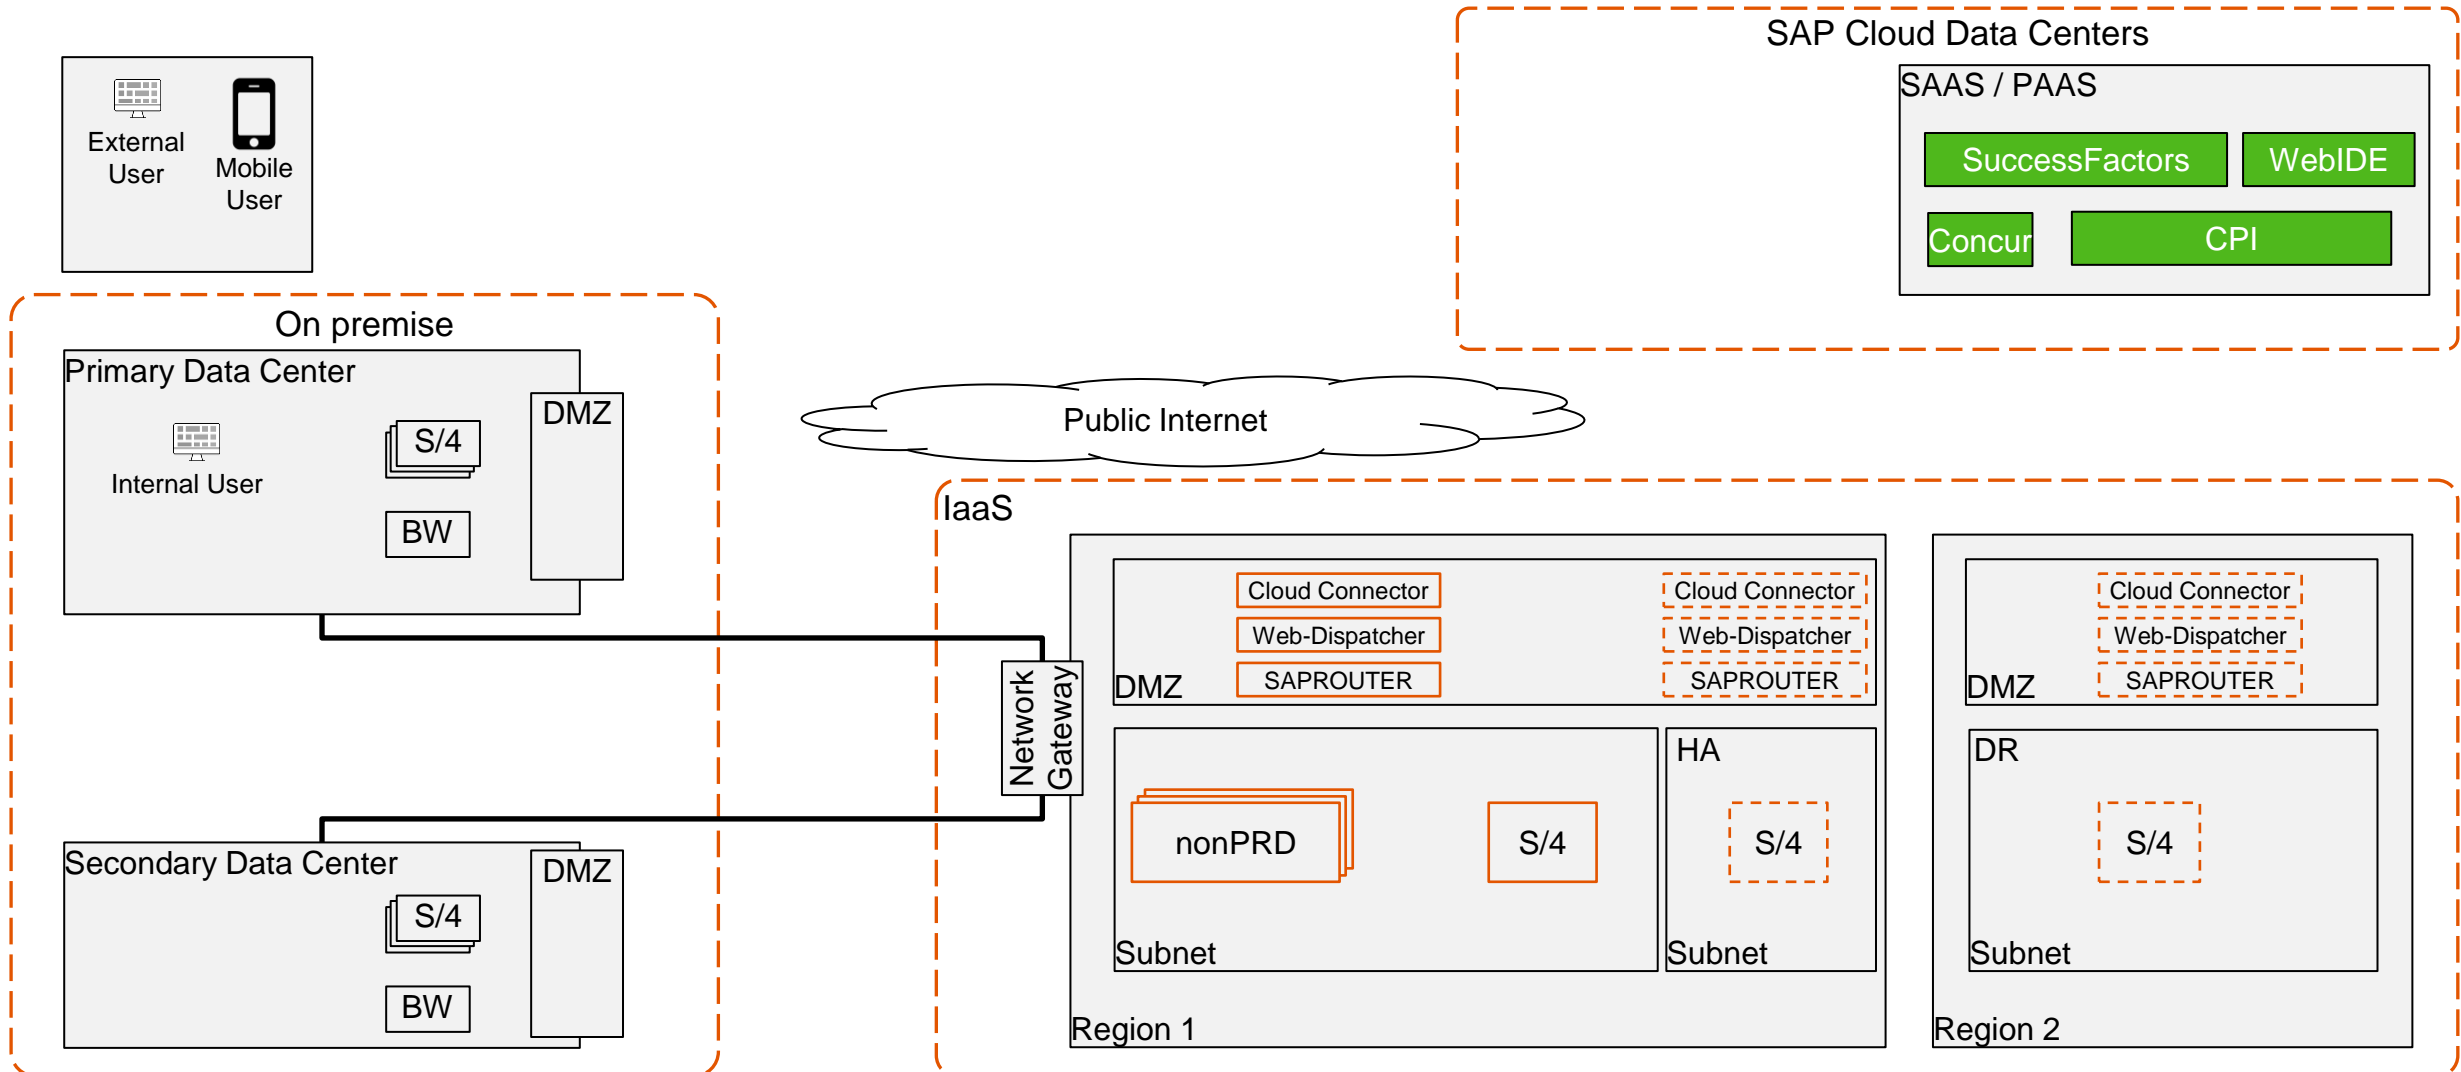 SAP Cloud Data Centers
SAAS / PAAS
SuccessFactors
WebIDE
Concur
CPI
External
User
Mobile
User
On premise
Primary Data Center
DMZ
S/4
Internal User
BW
Public Internet
IaaS
Cloud Connector
Web-Dispatcher
SAPROUTER
Cloud Connector
Web-Dispatcher
SAPROUTER
DMZ
Cloud Connector
Web-Dispatcher
SAPROUTER
DMZ
Network
Gateway
nonPRD
S/4
Subnet
HA
S/4
Subnet
DR
S/4
Subnet
Region 1
Region 2
Secondary Data Center
DMZ
S/4
BW